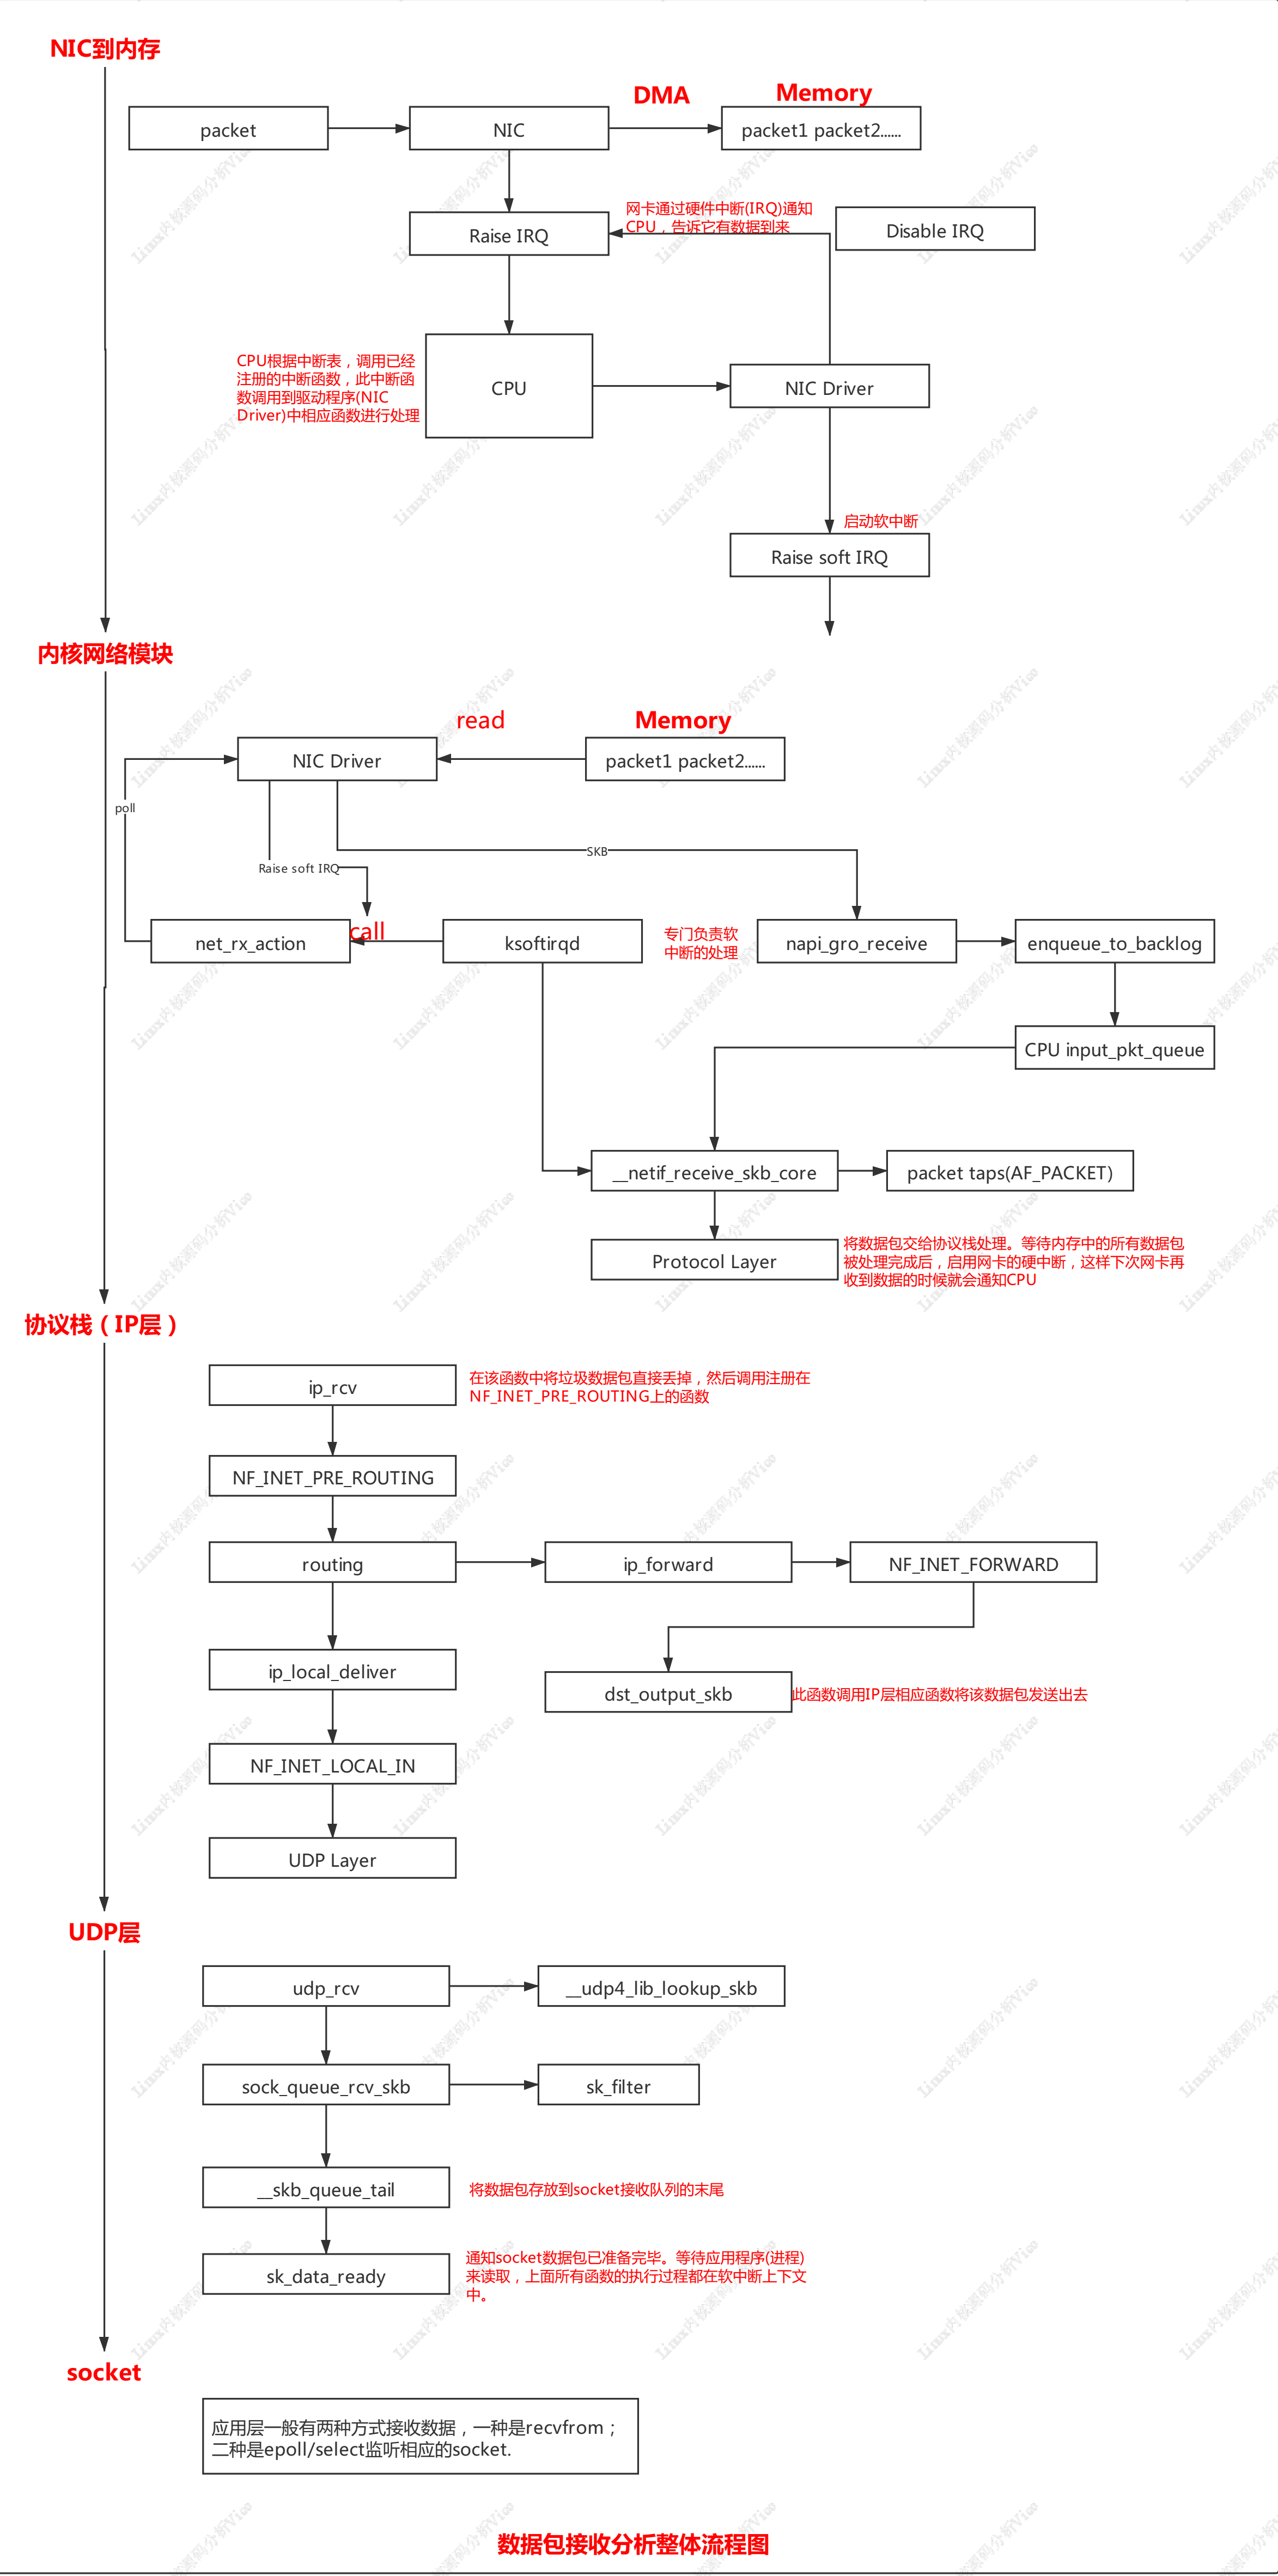 NIC到内存
DMA
Memory
packet
NIC
packet1 packet2......
网卡通过硬件中断(IRQ)通知
CPU，告诉它有数据到来
Raise IRQ
Disable IRQ
CPU根据中断表，调用已经
注册的中断函数，此中断函
数调用到驱动程序(NIC
Driver)中相应函数进行处理
CPU
NIC Driver
启动软中断
Raise soft IRQ
内核网络模块
read
Memory
NIC Driver
packet1 packet2......
poll
SKB
Raise soft IRQ
call
net_rx_action
ksoftirqd
专门负责软
中断的处理
napi_gro_receive
enqueue_to_backlog
CPU input_pkt_queue
__netif_receive_skb_core
packet taps(AF_PACKET)
Protocol Layer
将数据包交给协议栈处理。等待内存中的所有数据包
被处理完成后，启用网卡的硬中断，这样下次网卡再
收到数据的时候就会通知CPU
协议栈（IP层）
ip_rcv
在该函数中将垃圾数据包直接丢掉，然后调用注册在
NF_INET_PRE_ROUTING上的函数
NF_INET_PRE_ROUTING
routing
ip_forward
NF_INET_FORWARD
ip_local_deliver
dst_output_skb
此函数调用IP层相应函数将该数据包发送出去
NF_INET_LOCAL_IN
UDP Layer
UDP层
udp_rcv
__udp4_lib_lookup_skb
sock_queue_rcv_skb
sk_filter
__skb_queue_tail
将数据包存放到socket接收队列的末尾
sk_data_ready
通知socket数据包已准备完毕。等待应用程序(进程)
来读取，上面所有函数的执行过程都在软中断上下文
中。
socket
应用层一般有两种方式接收数据，一种是recvfrom；
二种是epoll/select监听相应的socket.
数据包接收分析整体流程图
Linux内核源码分析Vico